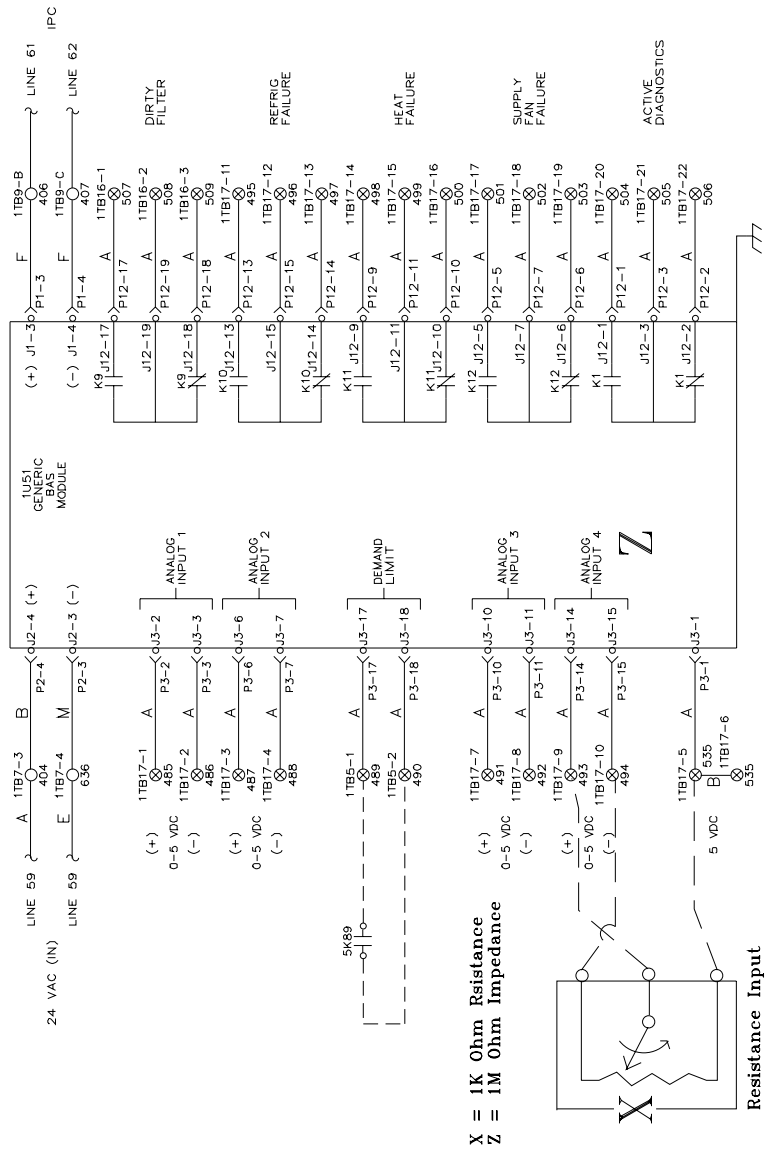 LINE 59 A 1TB7-3 404 B P2-4 J2-4 (+)
24 VAC (IN)
LINE 59 E 1TB7-4 636 M P2-3 J2-3 (-)
1U51
GENERIC
BAS
MODULE
(+) J1-3 P1-3 F 1TB9-B 406 LINE 61
IPC
(-) J1-4 P1-4 F 1TB9-C 407 LINE 62
(+) 1TB17-1 485 A P3-2 J3-2
0-5 VDC
ANALOG
INPUT 1
(-) 1TB17-2 486 A P3-3 J3-3
(+) 1TB17-3 487 A P3-6 J3-6
0-5 VDC
ANALOG
INPUT 2
(-) 1TB17-4 488 A P3-7 J3-7
5K89
1TB5-1 489 A P3-17 J3-17
DEMAND
LIMIT
1TB5-2 490 A P3-18 J3-18
(+) 1TB17-7 491 A P3-10 J3-10
0-5 VDC
ANALOG
INPUT 3
(-) 1TB17-8 492 A P3-11 J3-11
(+) 1TB17-9 493 A P3-14 J3-14
0-5 VDC
ANALOG
INPUT 4
(-) 1TB17-10 494 A P3-15 J3-15
Z
5 VDC 1TB17-5 535 A P3-1 J3-1
B
1TB17-6
535
K9 J12-17 P12-17 A 1TB16-1 507
J12-19 P12-19 A 1TB16-2 508
DIRTY
FILTER
K9 J12-18 P12-18 A 1TB16-3 509
K10 J12-13 P12-13 A 1TB17-11 495
J12-15 P12-15 A 1TB17-12 496
REFRIG
FAILURE
K10 J12-14 P12-14 A 1TB17-13 497
K11 J12-9 P12-9 A 1TB17-14 498
J12-11 P12-11 A 1TB17-15 499
HEAT
FAILURE
K11 J12-10 P12-10 A 1TB17-16 500
K12 J12-5 P12-5 A 1TB17-17 501
J12-7 P12-7 A 1TB17-18 502
SUPPLY
FAN
FAILURE
K12 J12-6 P12-6 A 1TB17-19 503
K1 J12-1 P12-1 A 1TB17-20 504
J12-3 P12-3 A 1TB17-21 505
ACTIVE
DIAGNOSTICS
K1 J12-2 P12-2 A 1TB17-22 506
X = 1K Ohm Rsistance
Z = 1M Ohm Impedance
X
Resistance Input